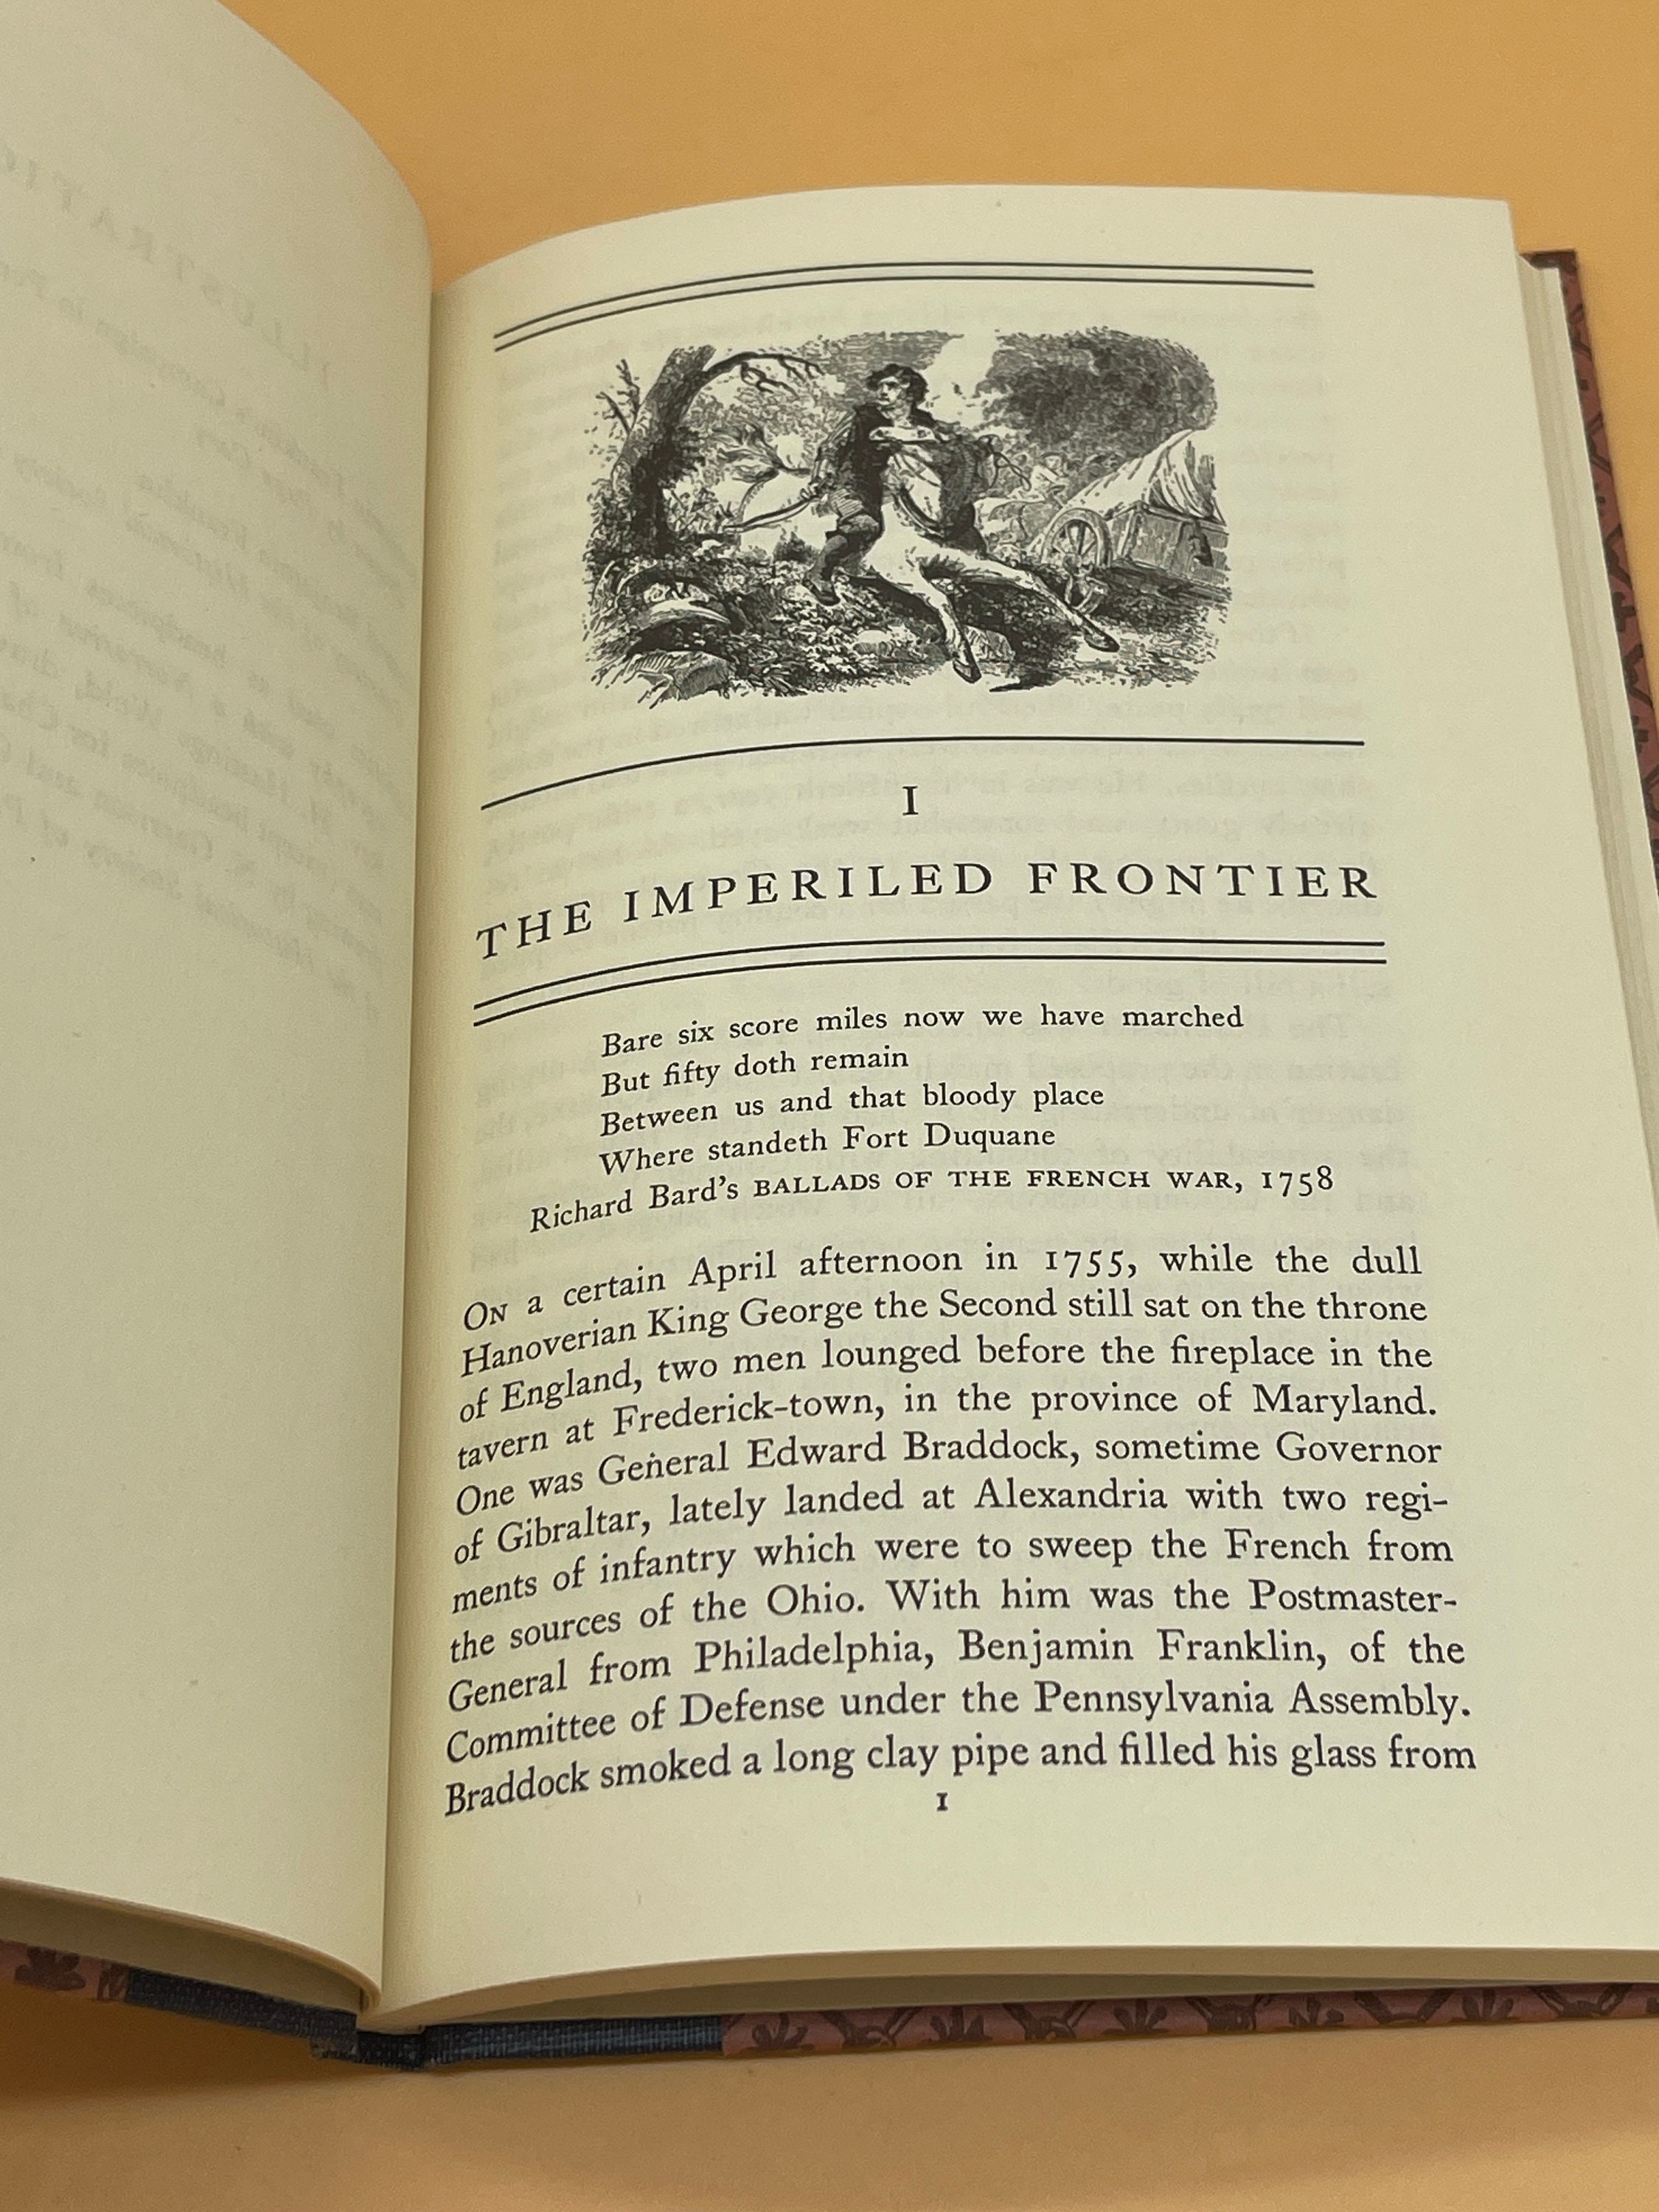 I
THE IMPERILED FRONTIER
Bare six score miles now we have marched
But fifty doth remain
Between us and that bloody place
Where standeth Fort Duquane
Richard Bard's BALLADS OF THE FRENCH WAR, 1758
ON a certain April afternoon in 1755, while the dull
Hanoverian King George the Second still sat on the throne
of England, two men lounged before the fireplace in the
tavern at Frederick-town, in the province of Maryland.
One was General Edward Braddock, sometime Governor
of Gibraltar, lately landed at Alexandria with two regi-
ments of infantry which were to sweep the French from
the sources of the Ohio. With him was the Postmaster-
General from Philadelphia, Benjamin Franklin, of the
Committee of Defense under the Pennsylvania Assembly.
Braddock smoked a long clay pipe and filled his glass from
1